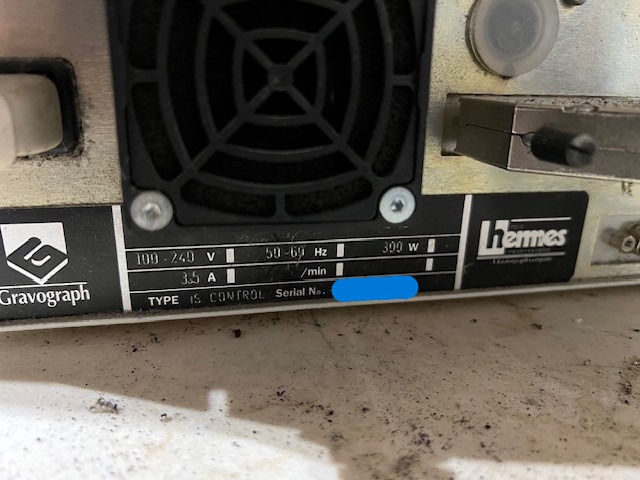 Gravograph
100-240 V 50-60 Hz 300 W
3.5 A /min
TYPE IS CONTROL Serial No.
hermes